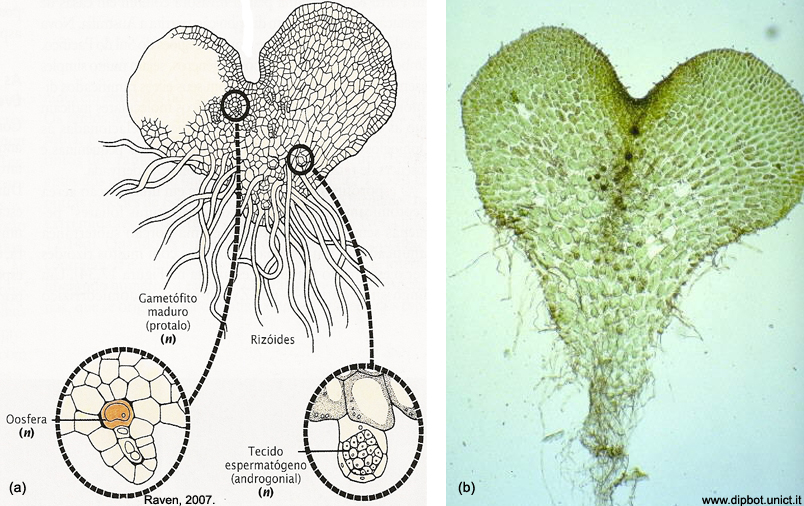 Gametófito
maduro
(protalo)
(n)
Rizóides
Oosfera
(n)
Tecido
espermatógeno
(androgonial)
(n)
(a)
Raven, 2007.
(b)
www.dipbot.unict.it